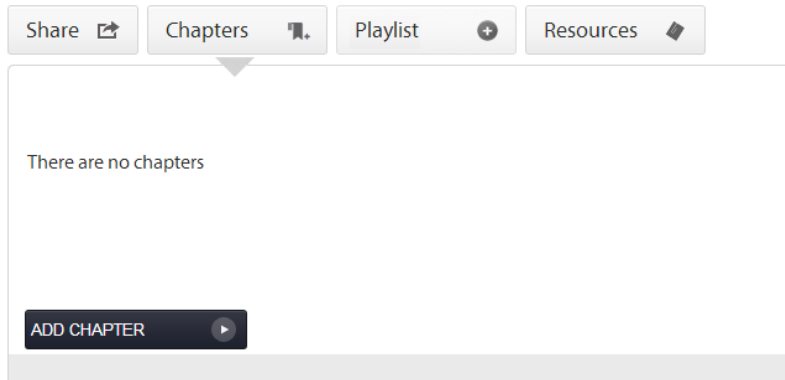 Share Chapters Playlist Resources
There are no chapters
ADD CHAPTER